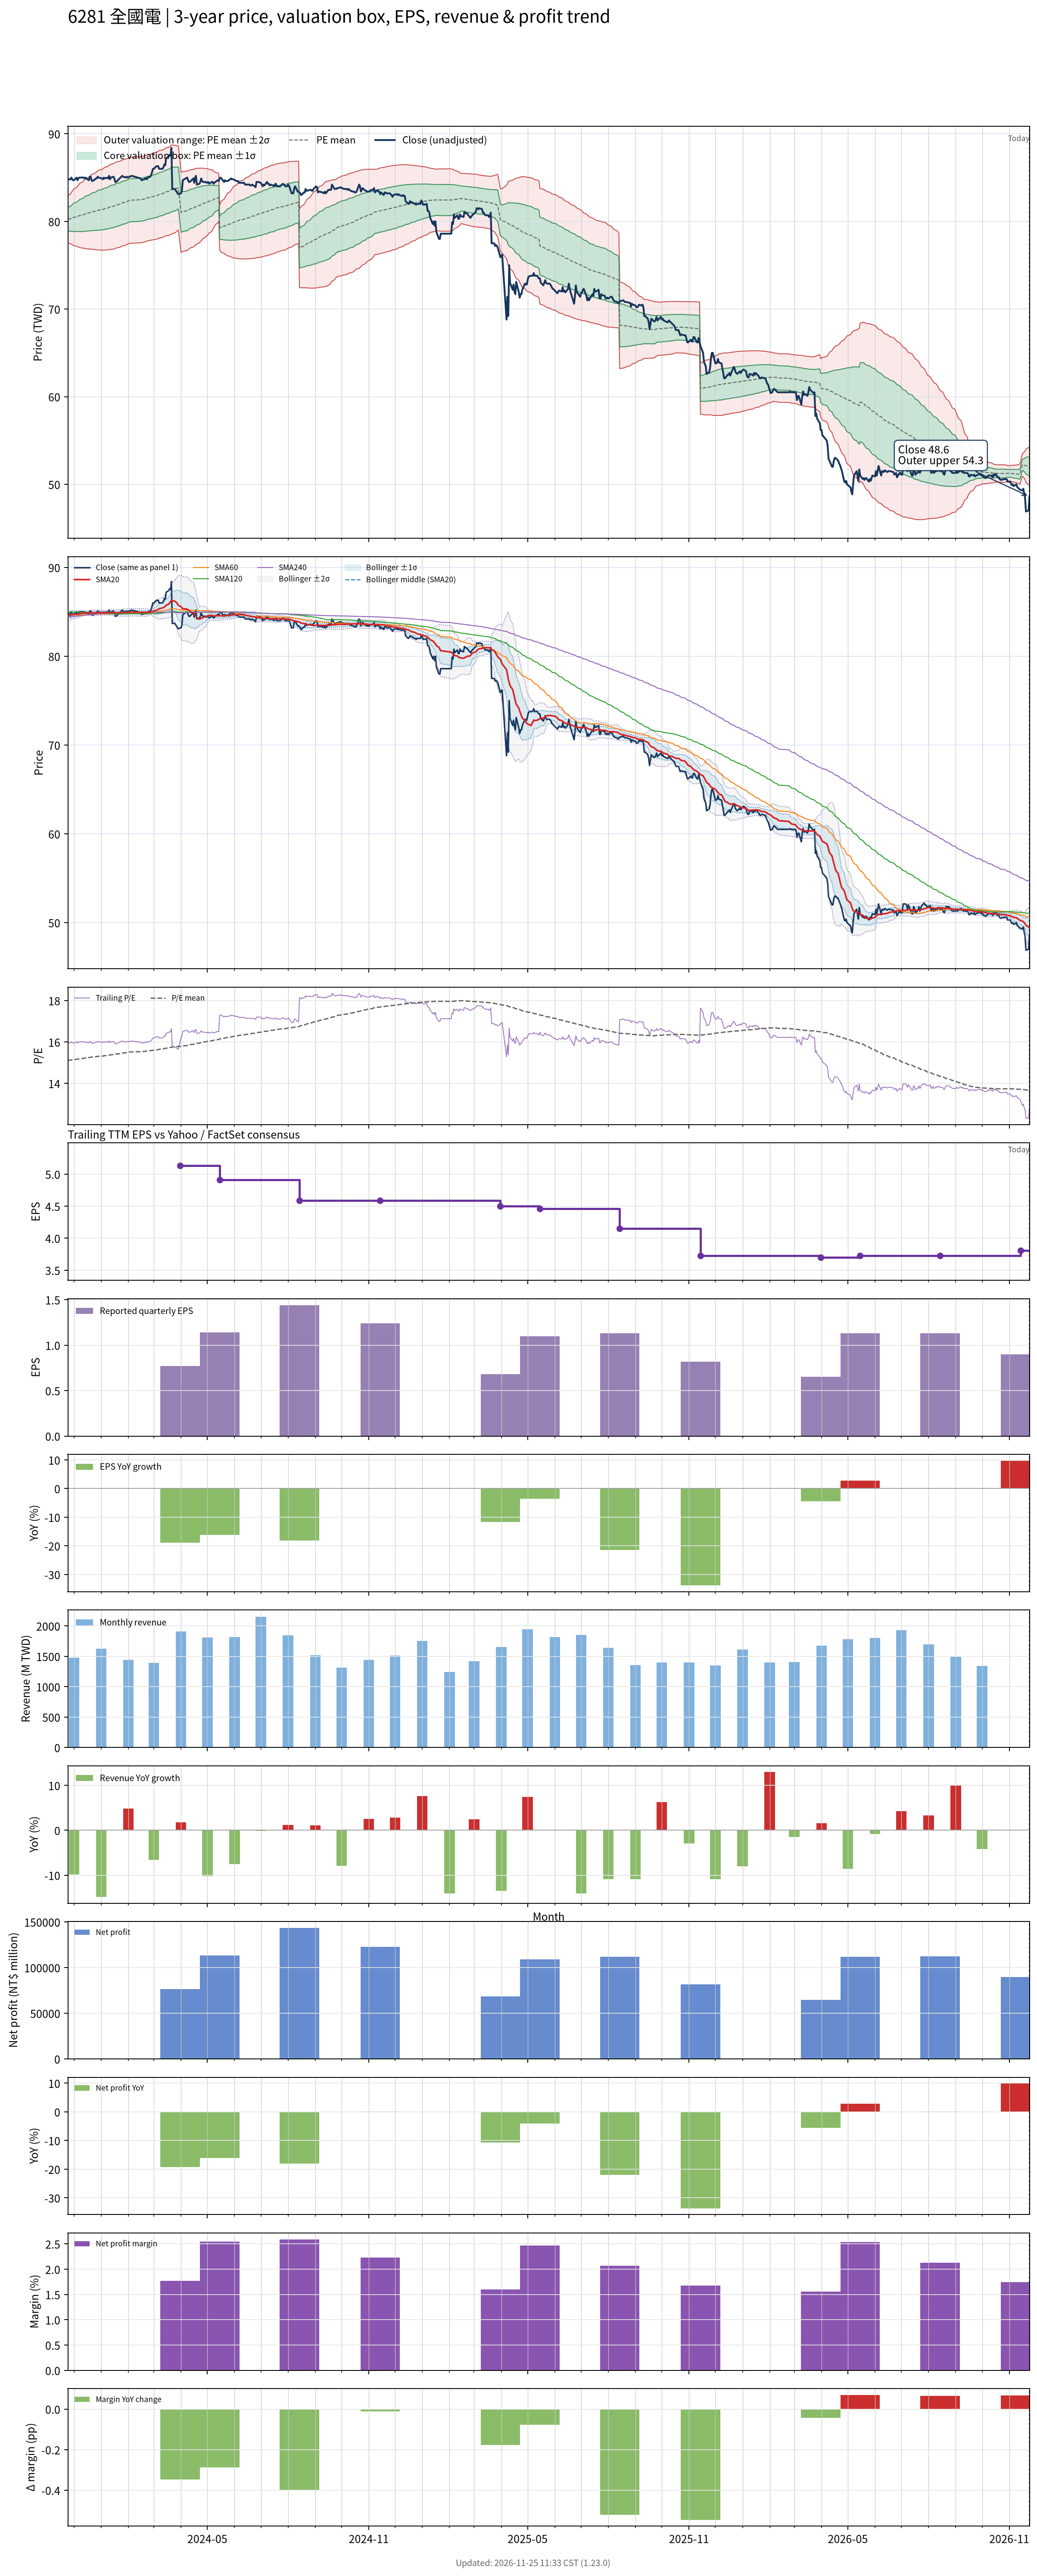 6281 全國電 | 3-year price, valuation box, EPS, revenue & profit trend
Outer valuation range: PE mean ±2σ
Core valuation box: PE mean ±1σ
PE mean
Close (unadjusted)
Today
Price (TWD)
90
80
70
60
50
Close 48.6
Outer upper 54.3
Close (same as panel 1)
SMA20
SMA60
SMA120
SMA240
Bollinger ±2σ
Bollinger ±1σ
Bollinger middle (SMA20)
Price
90
80
70
60
50
Trailing P/E
P/E mean
P/E
18
16
14
Trailing TTM EPS vs Yahoo / FactSet consensus
Today
EPS
5.0
4.5
4.0
3.5
Reported quarterly EPS
EPS
1.5
1.0
0.5
0.0
EPS YoY growth
YoY (%)
10
0
-10
-20
-30
Monthly revenue
Revenue (M TWD)
2000
1500
1000
500
0
Revenue YoY growth
YoY (%)
10
0
-10
Month
Net profit
Net profit (NT$ million)
150000
100000
50000
0
Net profit YoY
YoY (%)
10
0
-10
-20
-30
Net profit margin
Margin (%)
2.5
2.0
1.5
1.0
0.5
0.0
Margin YoY change
Δ margin (pp)
0.0
-0.2
-0.4
2024-05
2024-11
2025-05
2025-11
2026-05
2026-11
Updated: 2026-11-25 11:33 CST (1.23.0)